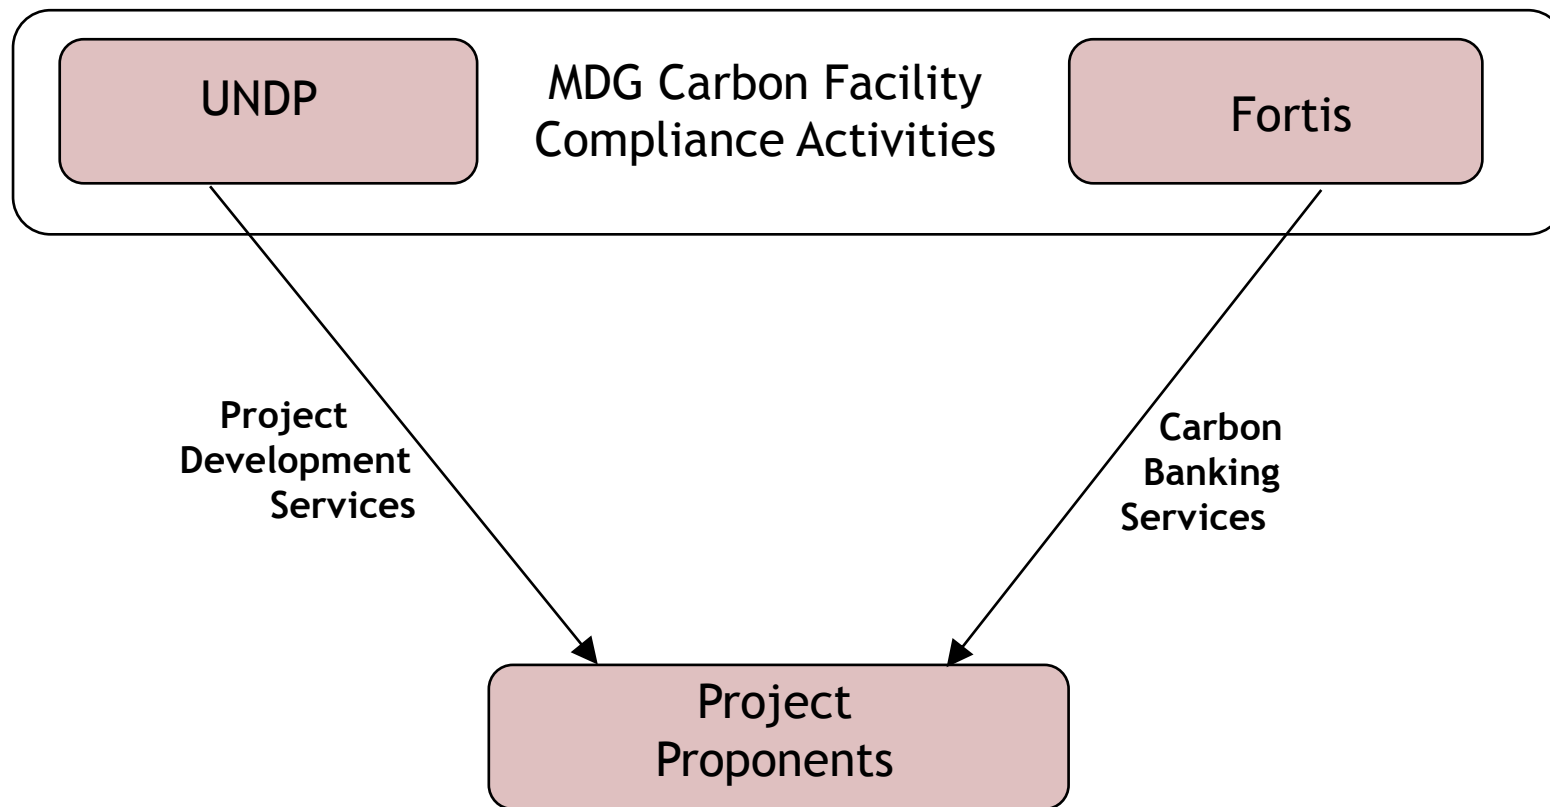 UNDP
MDG Carbon Facility
Compliance Activities
Fortis
Project
Development
Services
Carbon
Banking
Services
Project
Proponents